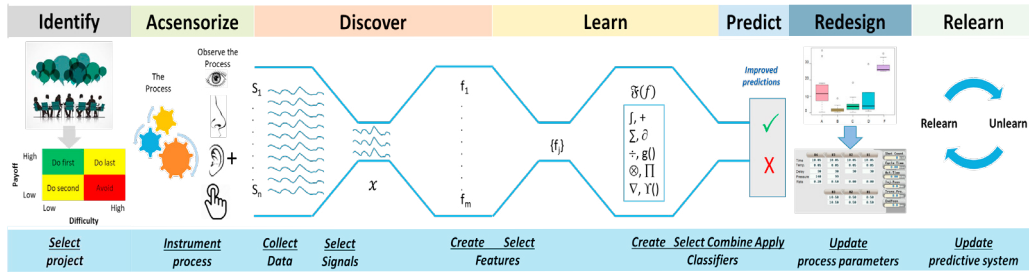 Identify
Acsensorize
Discover
Learn
Predict
Redesign
Relearn
Observe the
Process
The
Process
S1
Sn
x
f1
fm
{fj}
𝔉(f)
∫, +
∑, ∂
÷, g()
⊗, ∏
∇, ϒ()
Improved
predictions
✓
X
Relearn
Unlearn
Payoff
High
Low
Do first
Do last
Do second
Avoid
Low
High
Difficulty
+
Select
project
Instrument
process
Collect
Data
Select
Signals
Create Select
Features
Create Select Combine Apply
Classifiers
Update
process parameters
Update
predictive system